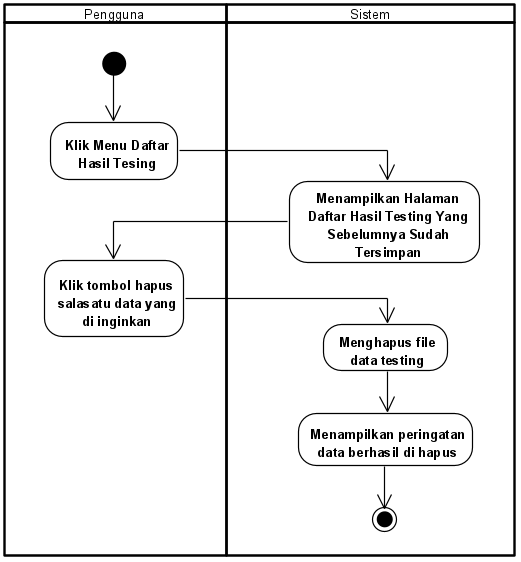 Pengguna
Sistem
Klik Menu Daftar
Hasil Tesing
Menampilkan Halaman
Daftar Hasil Testing Yang
Sebelumnya Sudah
Tersimpan
Klik tombol hapus
salasatu data yang
di inginkan
Menghapus file
data testing
Menampilkan peringatan
data berhasil di hapus